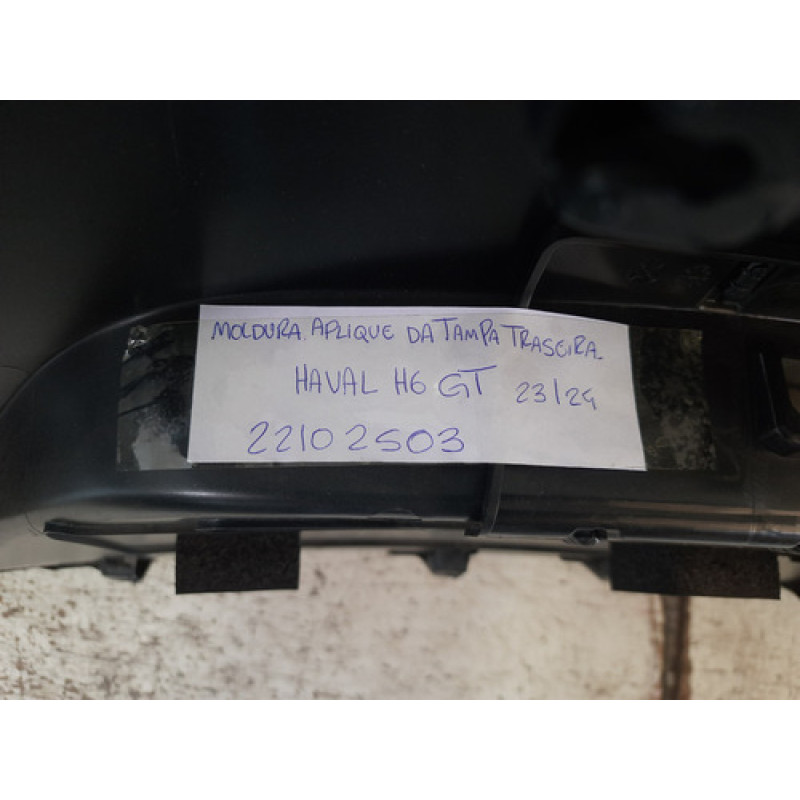 MOLDURA. APLIQUE DA TAMPA TRASEIRA.
HAVAL H6 GT 23/24
22102503